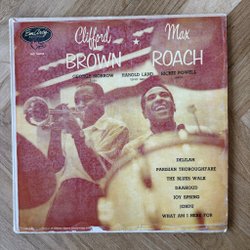 EmArcy
Clifford Max
BROWN ★ ROACH
GEORGE MORROW HAROLD LAND RICHIE POWELL
DELILAH
PARISIAN THOROUGHFARE
THE BLUES WALK
DAAHOUD
JOY SPRING
JORDU
WHAT AM I HERE FOR